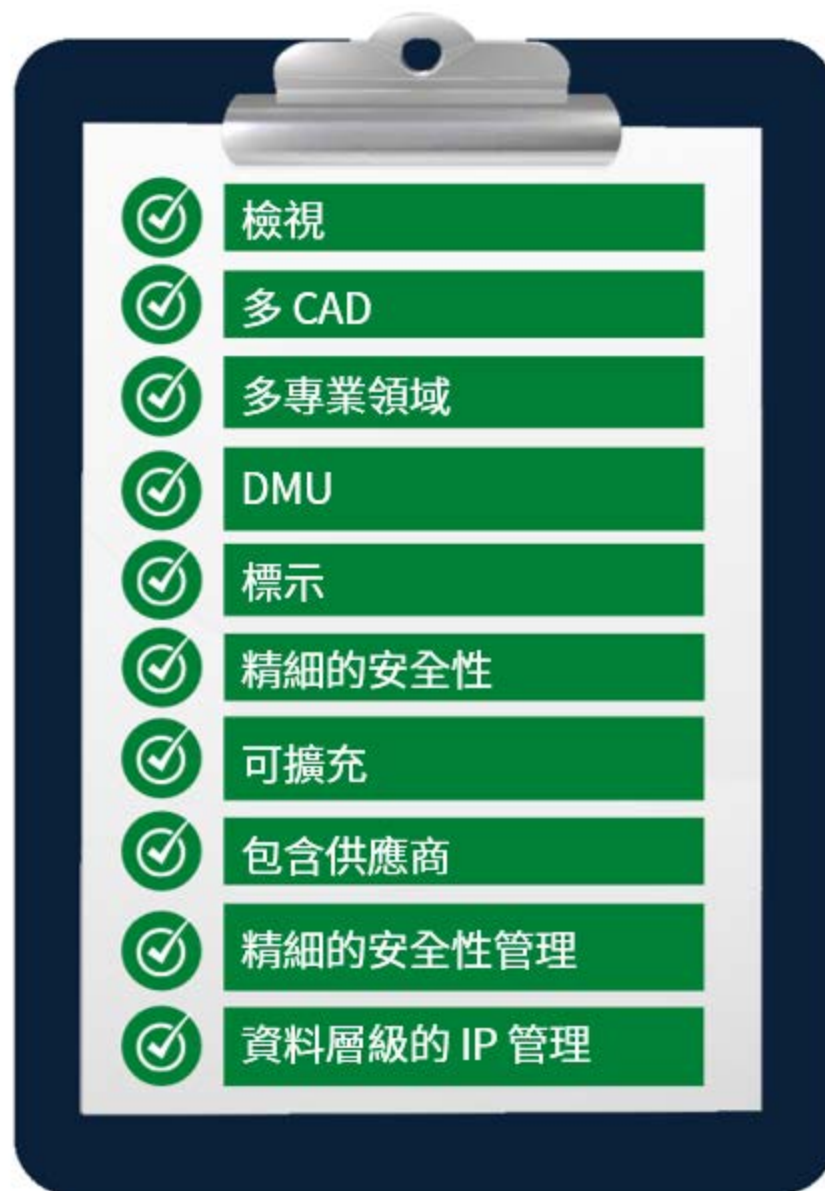 檢視
多 CAD
多專業領域
DMU
標示
精細的安全性
可擴充
包含供應商
精細的安全性管理
資料層級的 IP 管理